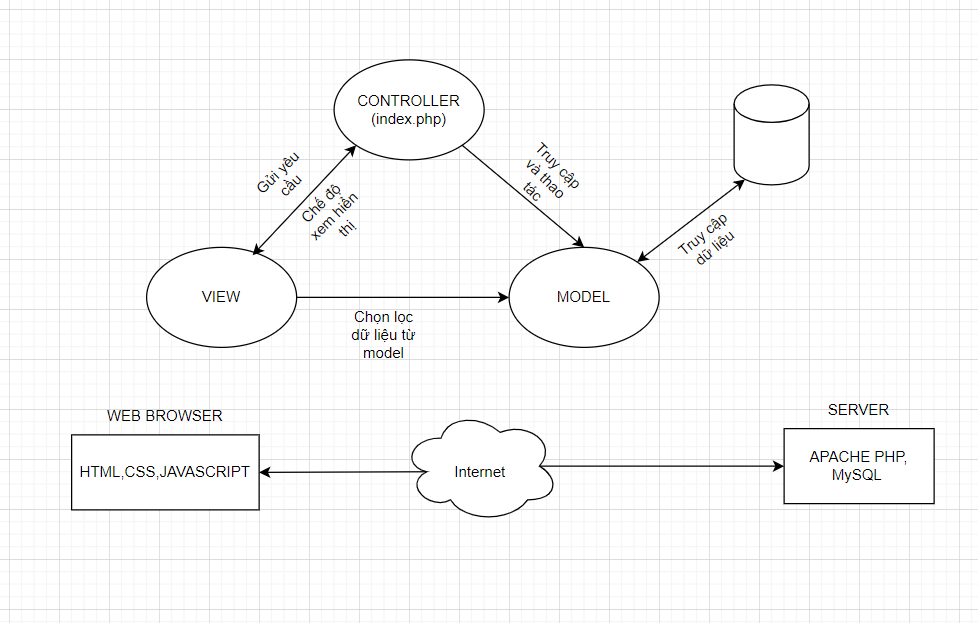 CONTROLLER
(index.php)
Gửi yêu
cầu
Chế độ
xem hiển
thị
Truy cập
và thao
tác
Truy cập
dữ liệu
VIEW
MODEL
Chọn lọc
dữ liệu từ
model
WEB BROWSER
HTML,CSS,JAVASCRIPT
Internet
SERVER
APACHE PHP,
MySQL